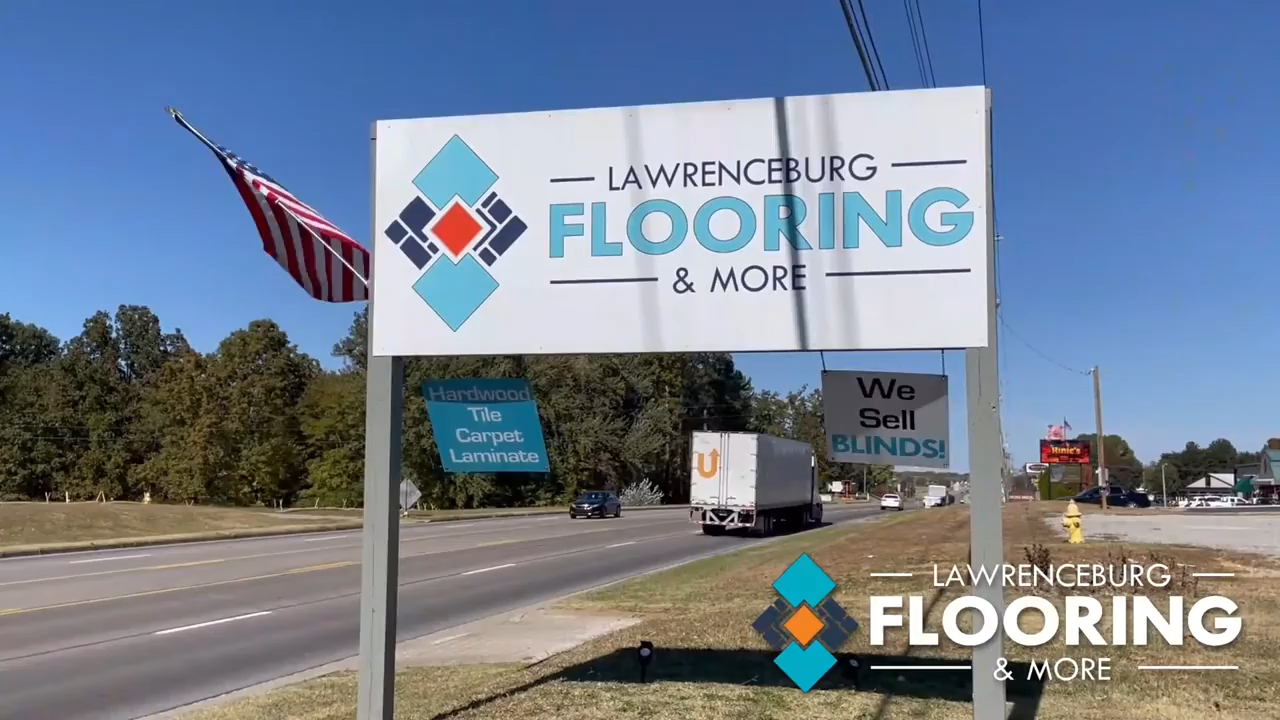 LAWRENCEBURG
FLOORING
& MORE
Hardwood
Tile
Carpet
Laminate
We
Sell
BLINDS!
U
LAWRENCEBURG
FLOORING
& MORE